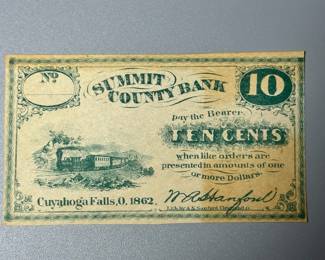 No
SUMMIT
COUNTY BANK
10
Pay the Bearer
TEN CENTS
when like orders are
presented in amounts of one
or more Dollars.
Cuyahoga Falls, O. 1862.